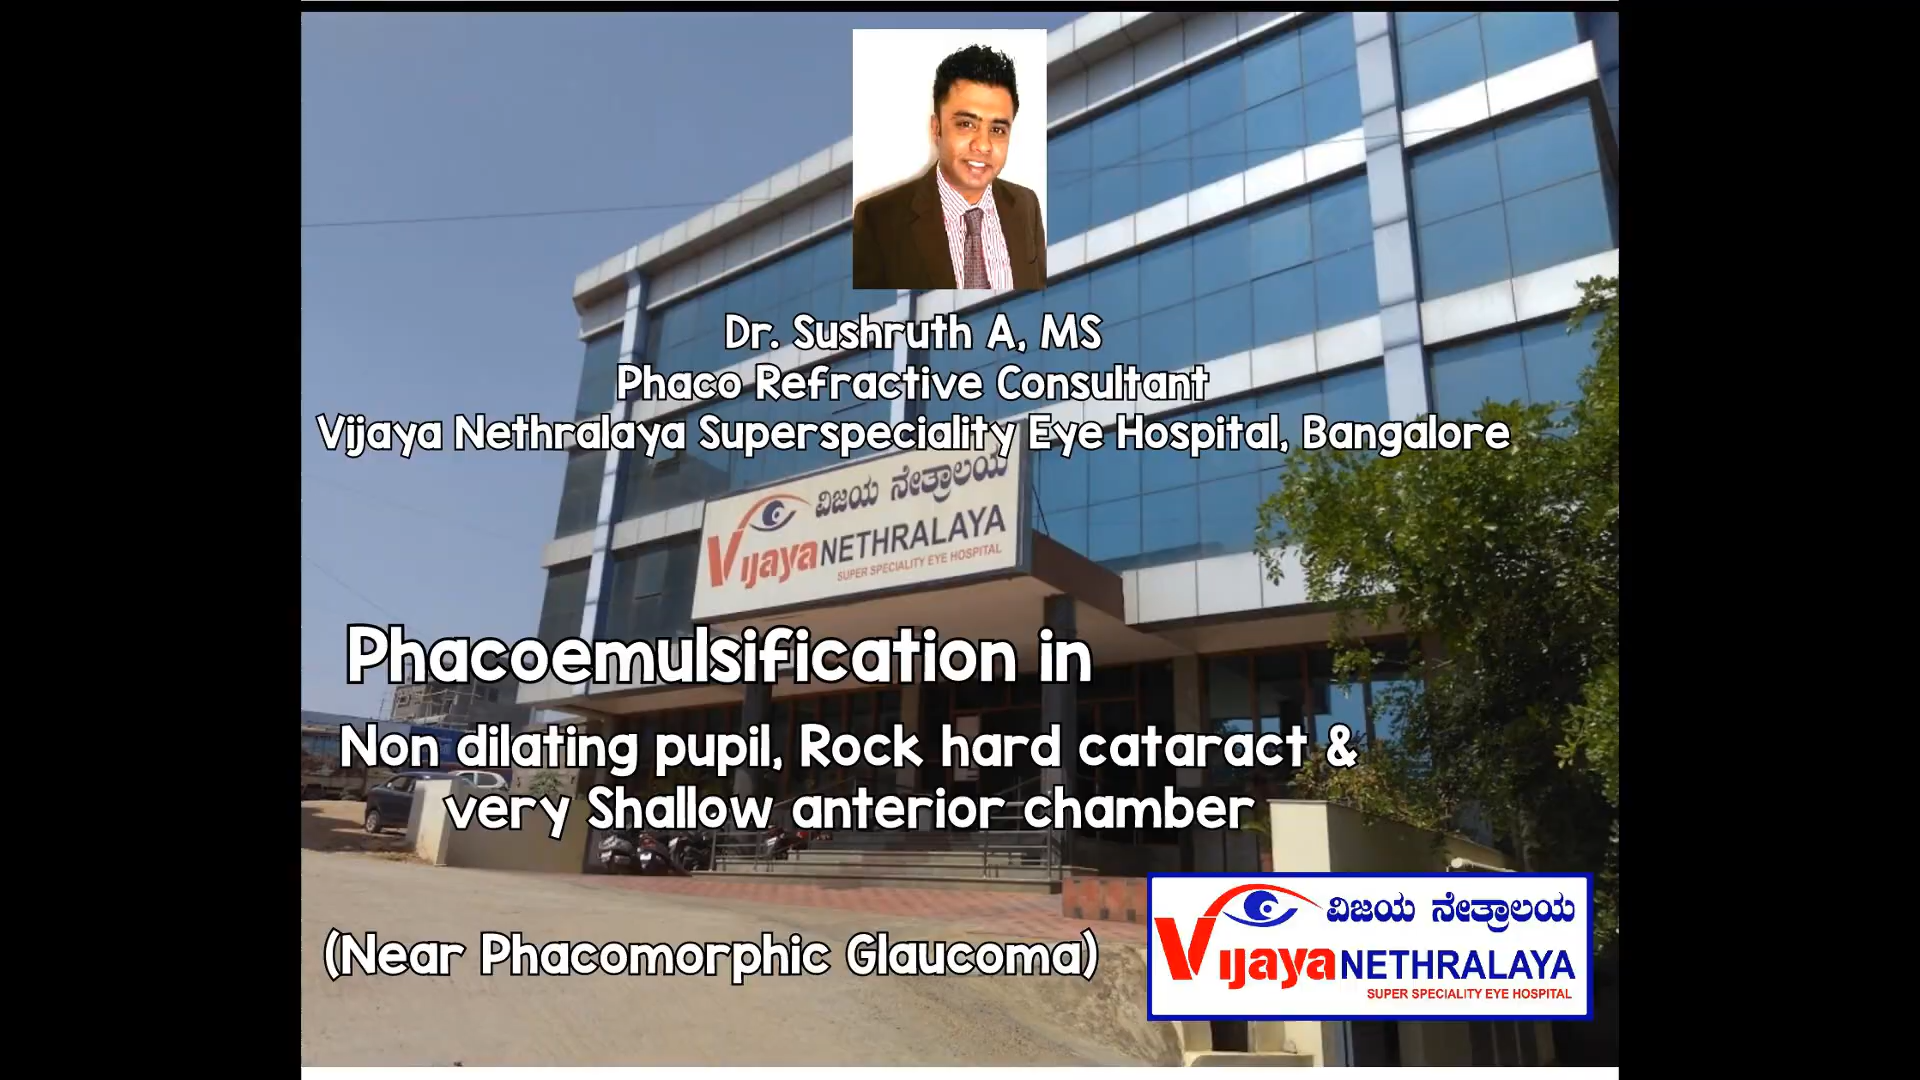 Dr. Sushruth A, MS
Phaco Refractive Consultant
Vijaya Nethralaya Superspeciality Eye Hospital, Bangalore
ವಿಜಯ ನೇತ್ರಾಲಯ
Vijaya NETHRALAYA
SUPER SPECIALITY EYE HOSPITAL
Phacoemulsification in
Non dilating pupil, Rock hard cataract &
very Shallow anterior chamber
(Near Phacomorphic Glaucoma)
ವಿಜಯ ನೇತ್ರಾಲಯ
Vijaya NETHRALAYA
SUPER SPECIALITY EYE HOSPITAL